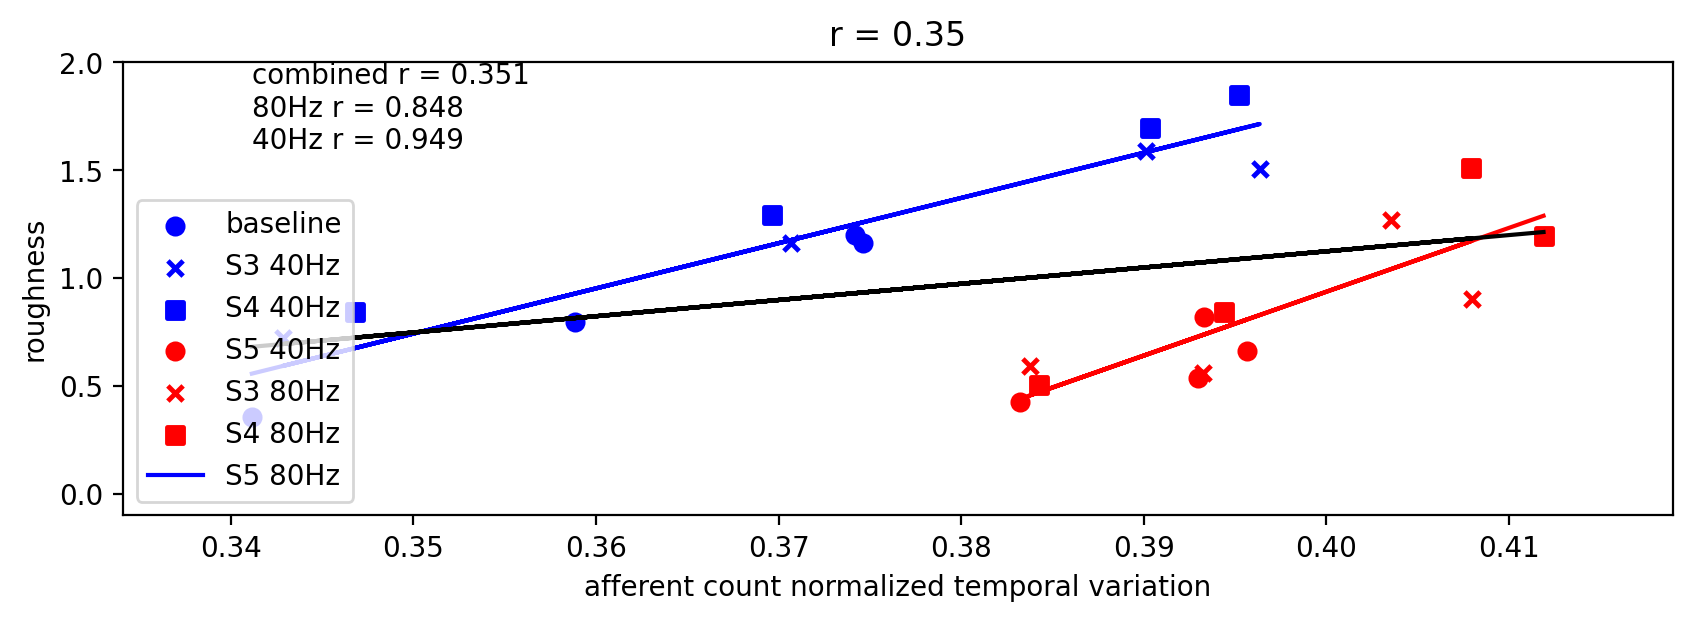 r = 0.35
combined r = 0.351
80Hz r = 0.848
40Hz r = 0.949
baseline
S3 40Hz
S4 40Hz
S5 40Hz
S3 80Hz
S4 80Hz
S5 80Hz
roughness
2.0
1.5
1.0
0.5
0.0
0.34 0.35 0.36 0.37 0.38 0.39 0.40 0.41
afferent count normalized temporal variation